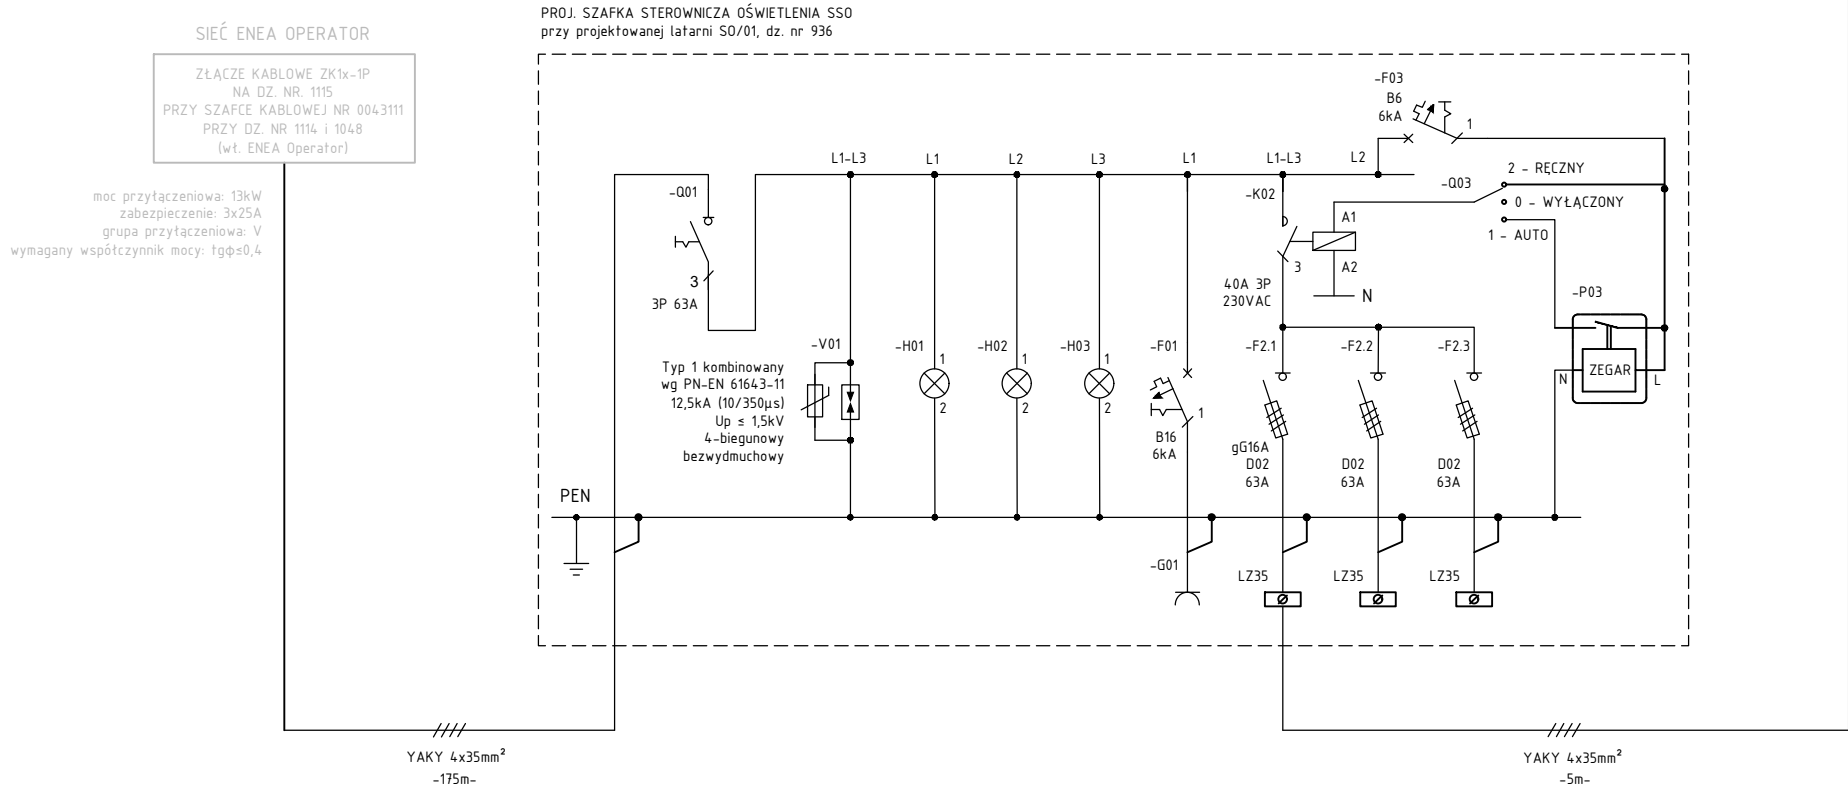 PROJ. SZAFKA STEROWNICZA OŚWIETLENIA SSO
przy projektowanej latarni SO/01, dz. nr 936
SIEĆ ENEA OPERATOR
ZŁĄCZE KABLOWE ZK1x-1P
NA DZ. NR. 1115
PRZY SZAFCE KABLOWEJ NR 0043111
PRZY DZ. NR 1114 i 1048
(wł. ENEA Operator)
moc przyłączeniowa: 13kW
zabezpieczenie: 3x25A
grupa przyłączeniowa: V
wymagany współczynnik mocy: tgφ≤0,4
-Q01
3
3P 63A
L1-L3
L1
L2
L3
L1
L1-L3
L2
-F03
B6
6kA
1
-K02
A1
A2
3
40A 3P
230VAC
N
-Q03
2 - RĘCZNY
0 - WYŁĄCZONY
1 - AUTO
-P03
ZEGAR
N
L
-V01
Typ 1 kombinowany
wg PN-EN 61643-11
12,5kA (10/350µs)
Up ≤ 1,5kV
4-biegunowy
bezwydmuchowy
-H01
1
2
-H02
1
2
-H03
1
2
-F01
1
B16
6kA
-F2.1
gG16A
D02
63A
-F2.2
D02
63A
-F2.3
D02
63A
PEN
-G01
LZ35
LZ35
LZ35
YAKY 4x35mm²
-175m-
YAKY 4x35mm²
-5m-